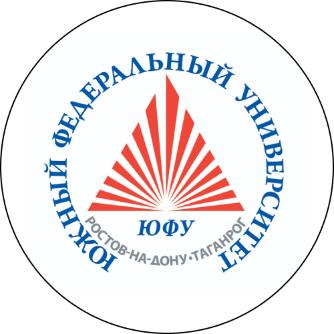 ЮЖНЫЙ ФЕДЕРАЛЬНЫЙ УНИВЕРСИТЕТ
ЮФУ
РОСТОВ-НА-ДОНУ·ТАГАНРОГ